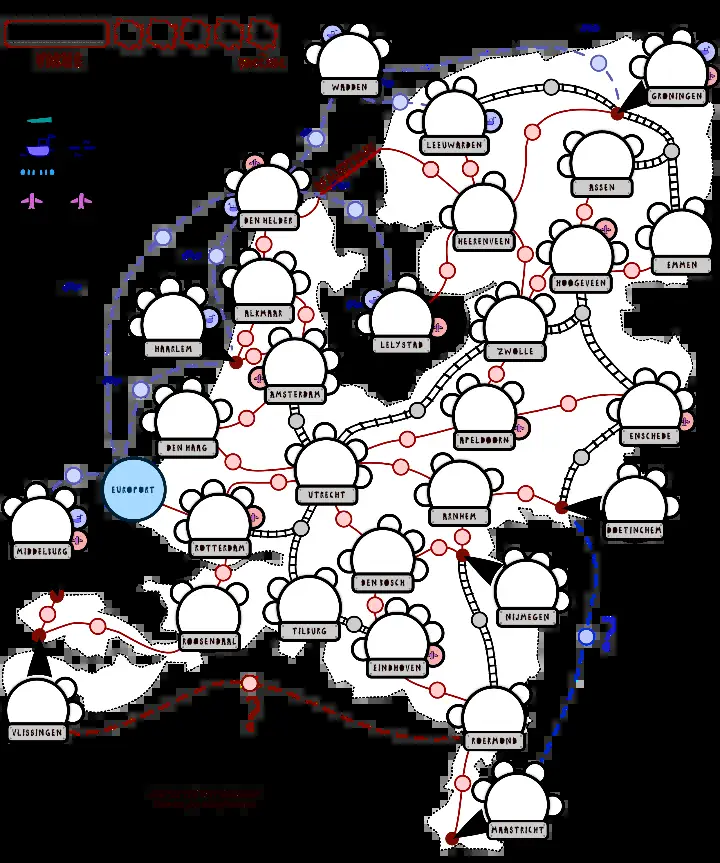 WADDEN
GRONINGEN
LEEUWARDEN
ASSEN
DEN HELDER
HEERENVEEN
EMMEN
HOOGEVEEN
ALKMAAR
HAARLEM
LELYSTAD
ZWOLLE
AMSTERDAM
DEN HAAG
APELDOORN
ENSCHEDE
EUROPORT
UTRECHT
ARNHEM
DOETINCHEM
MIDDELBURG
ROTTERDAM
DEN BOSCH
NIJMEGEN
ROOSENDAAL
TILBURG
EINDHOVEN
?
VLISSINGEN
?
ROERMOND
MAASTRICHT